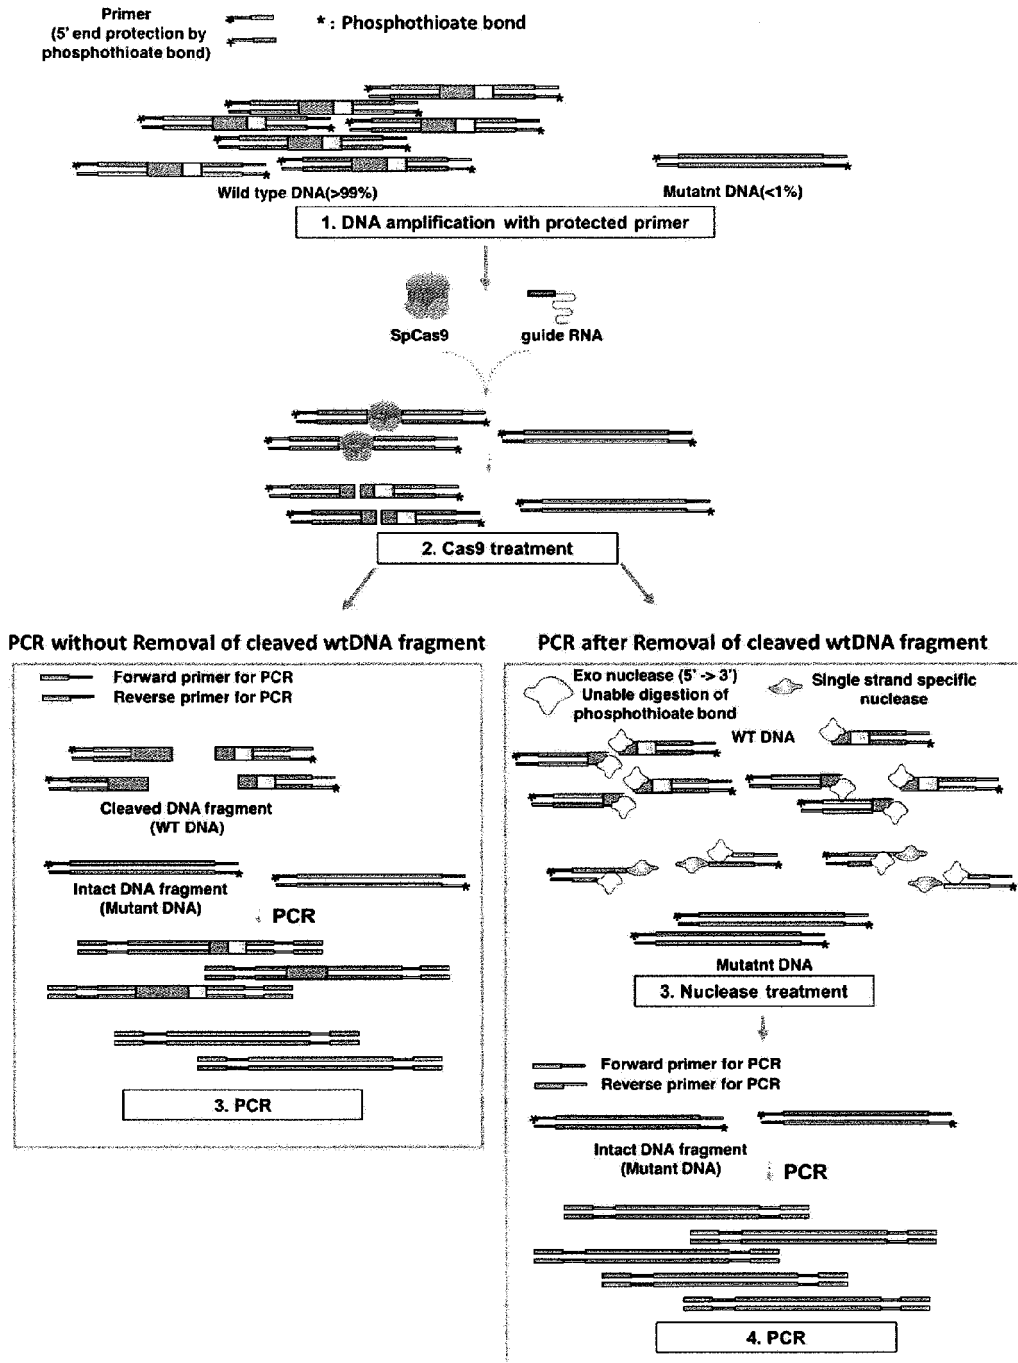 Primer
(5' end protection by
phosphothioate bond)
* : Phosphothioate bond
Wild type DNA(>99%)
Mutatnt DNA(<1%)
1. DNA amplification with protected primer
SpCas9
guide RNA
2. Cas9 treatment
PCR without Removal of cleaved wtDNA fragment
Forward primer for PCR
Reverse primer for PCR
Cleaved DNA fragment
(WT DNA)
Intact DNA fragment
(Mutant DNA)
PCR
3. PCR
PCR after Removal of cleaved wtDNA fragment
Exo nuclease (5' -> 3')
Unable digestion of
phosphothioate bond
Single strand specific
nuclease
WT DNA
Mutatnt DNA
3. Nuclease treatment
Forward primer for PCR
Reverse primer for PCR
Intact DNA fragment
(Mutant DNA)
PCR
4. PCR